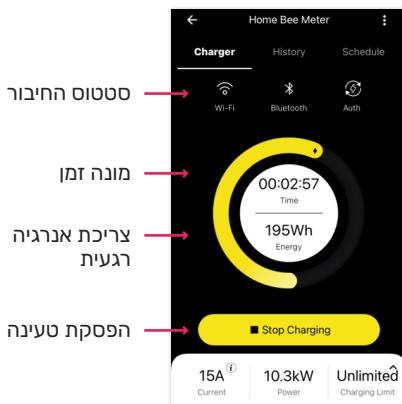 Home Bee Meter
Charger History Schedule
סטטוס החיבור
Wi-Fi Bluetooth Auth
מונה זמן
00:02:57
Time
צריכת אנרגיה
רגעית
195Wh
Energy
הפסקת טעינה
Stop Charging
15A i 10.3kW Unlimited
Current Power Charging Limit